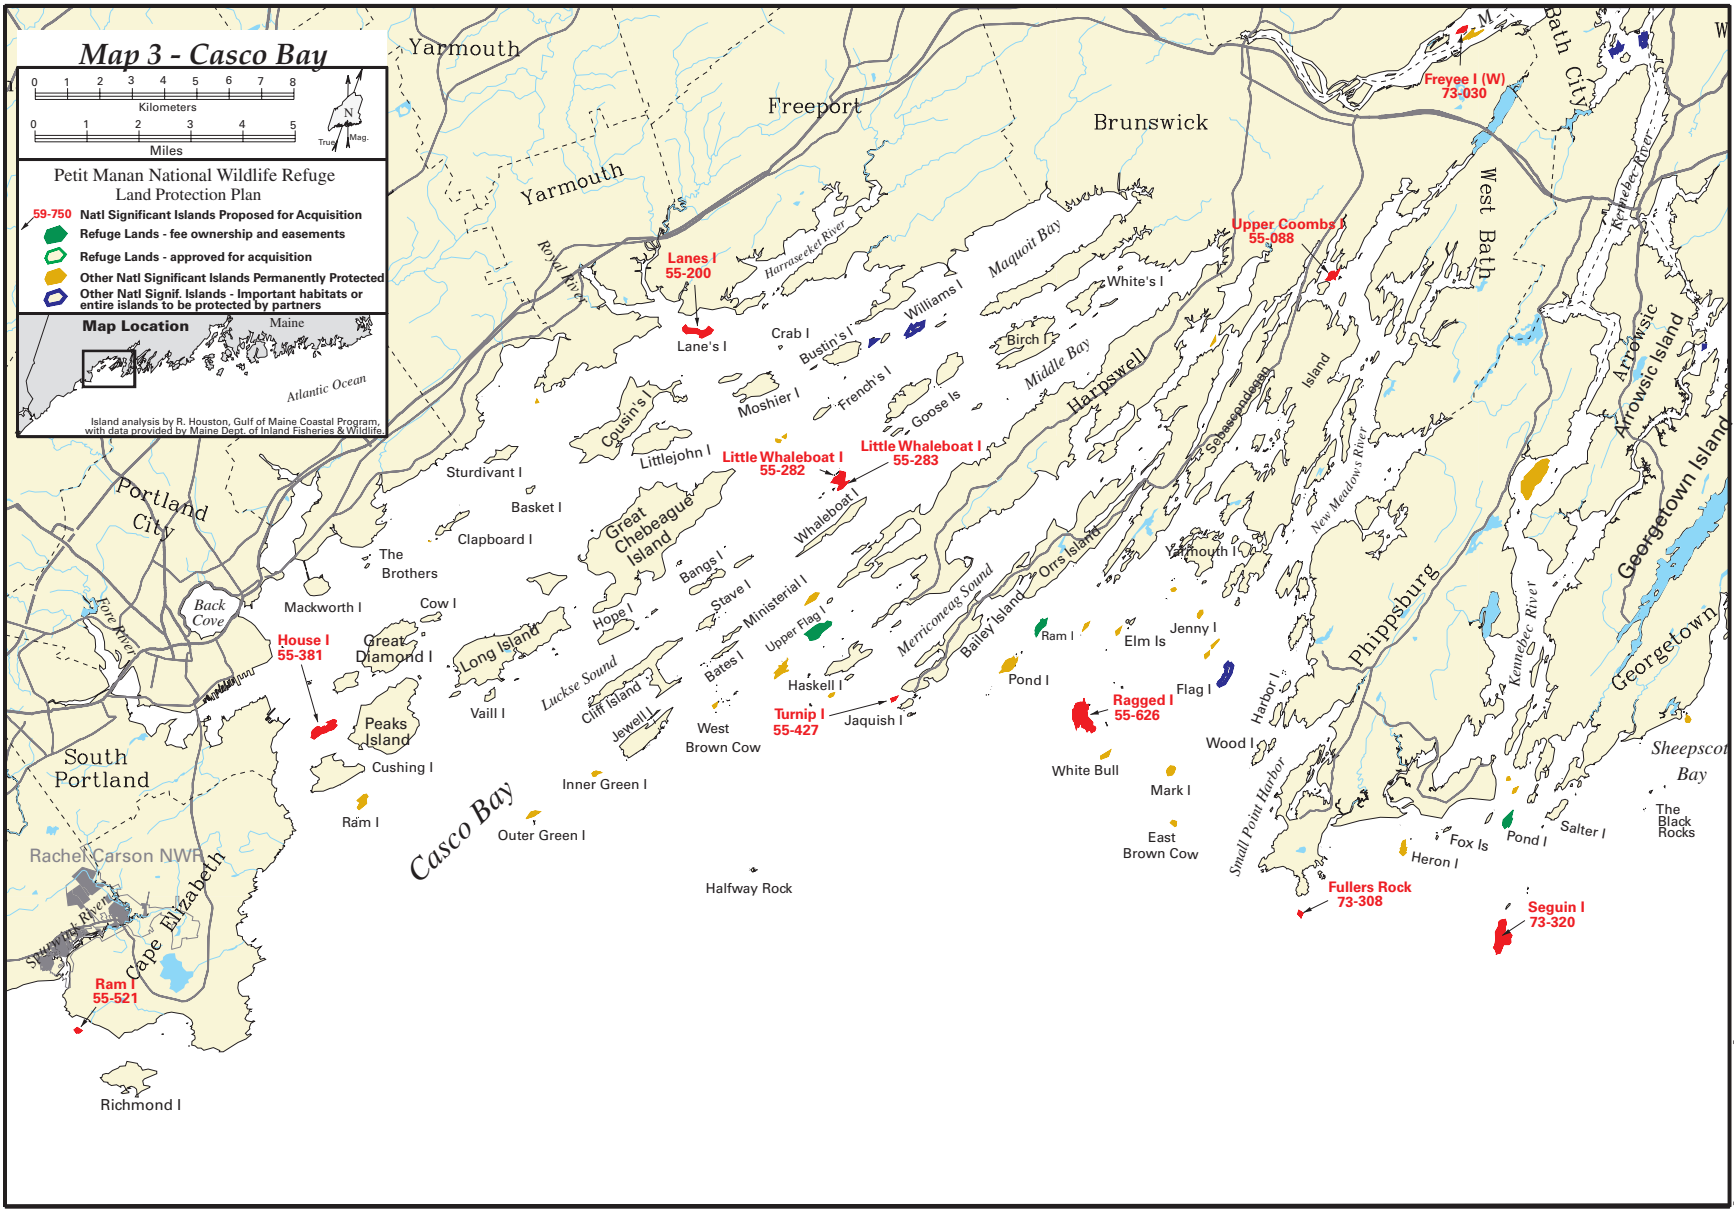 Map 3 - Casco Bay
0 1 2 3 4 5 6 7 8
Kilometers
0 1 2 3 4 5
Miles
N
True
Mag.
Petit Manan National Wildlife Refuge
Land Protection Plan
59-750 Natl Significant Islands Proposed for Acquisition
Refuge Lands - fee ownership and easements
Refuge Lands - approved for acquisition
Other Natl Significant Islands Permanently Protected
Other Natl Signif. Islands - Important habitats or
entire islands to be protected by partners
Map Location
Maine
Atlantic Ocean
Island analysis by R. Houston, Gulf of Maine Coastal Program,
with data provided by Maine Dept. of Inland Fisheries & Wildlife.
Yarmouth
Freeport
Brunswick
Yarmouth
Bath City
Bath City
M
W
Freyee I (W)
73-030
West Bath
Kennebec River
Upper Coombs I
55-088
Royal River
Harraseeket River
Maquoit Bay
Lanes I
55-200
Lane's I
Crab I
Bustin's I
Williams I
White's I
Birch I
Middle Bay
Harpswell
Sebascondegan
Island
Arrowsic
Arrowsic Island
Georgetown Island
Georgetown
Cousin's I
Littlejohn I
Moshier I
French's I
Goose Is
Little Whaleboat I
55-282
Little Whaleboat I
55-283
Whaleboat I
New Meadows River
Portland
City
Sturdivant I
Basket I
Clapboard I
The
Brothers
Mackworth I
Great
Chebeague
Island
Bangs I
Stave I
Ministerial I
Upper Flag I
Hope I
Bates I
Haskell I
Merriconeag Sound
Bailey Island
Orrs Island
Yarmouth I
Ram I
Elm Is
Jenny I
Flag I
Pond I
Phippsburg
Kennebec River
Back
Cove
Fore River
Cow I
Great
Diamond I
House I
55-381
Long Island
Luckse Sound
Cliff Island
Jewell I
Vaill I
Peaks
Island
Cushing I
Ram I
West
Brown Cow
Turnip I
55-427
Jaquish I
Ragged I
55-626
White Bull
Mark I
East
Brown Cow
Harbor I
Wood I
Small Point Harbor
Inner Green I
Outer Green I
Casco Bay
Halfway Rock
South
Portland
Rachel Carson NWR
Spurwink River
Cape Elizabeth
Ram I
55-521
Richmond I
Fullers Rock
73-308
Heron I
Fox Is
Pond I
Salter I
Seguin I
73-320
Sheepscot
Bay
The
Black
Rocks